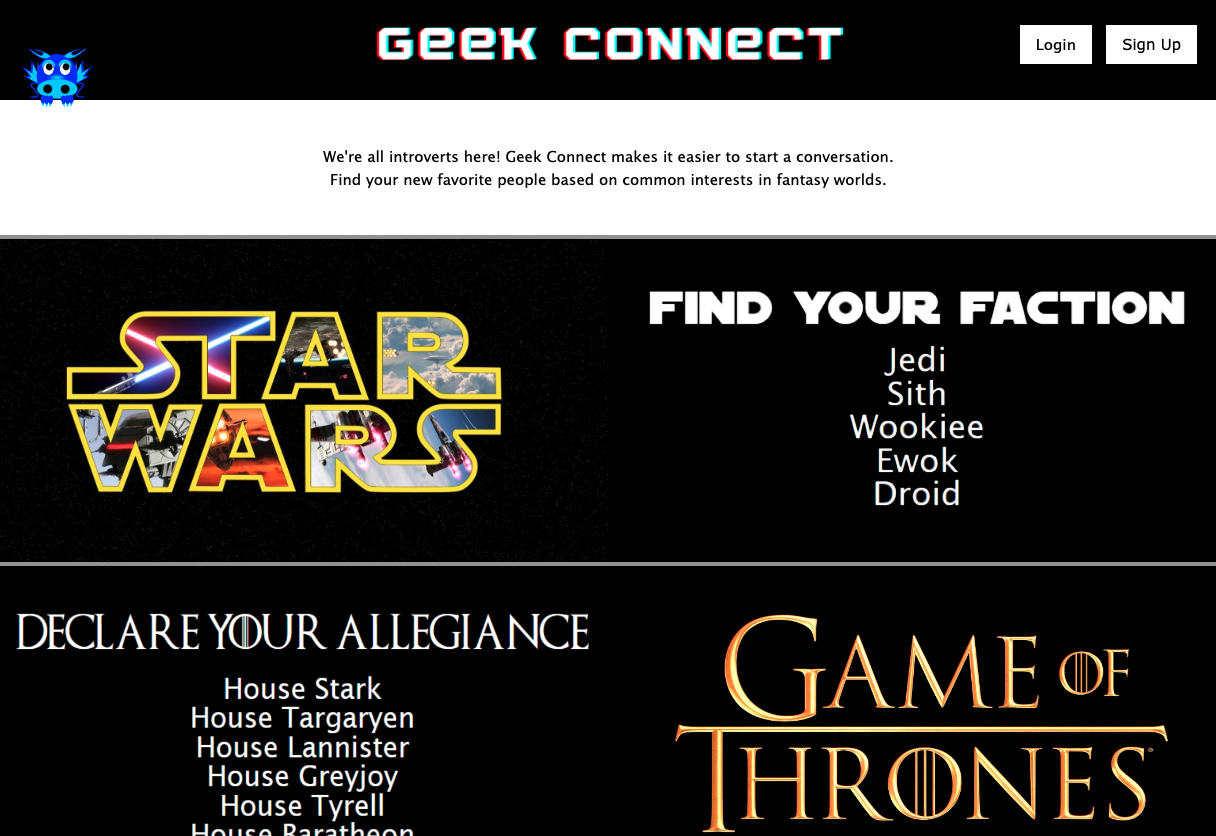 GeeK CONNeCT
Login
Sign Up
We're all introverts here! Geek Connect makes it easier to start a conversation.
Find your new favorite people based on common interests in fantasy worlds.
STAR
WARS
FIND YOUR FACTION
Jedi
Sith
Wookiee
Ewok
Droid
DECLARE YOUR ALLEGIANCE
House Stark
House Targaryen
House Lannister
House Greyjoy
House Tyrell
House Baratheon
GAME OF
THRONES